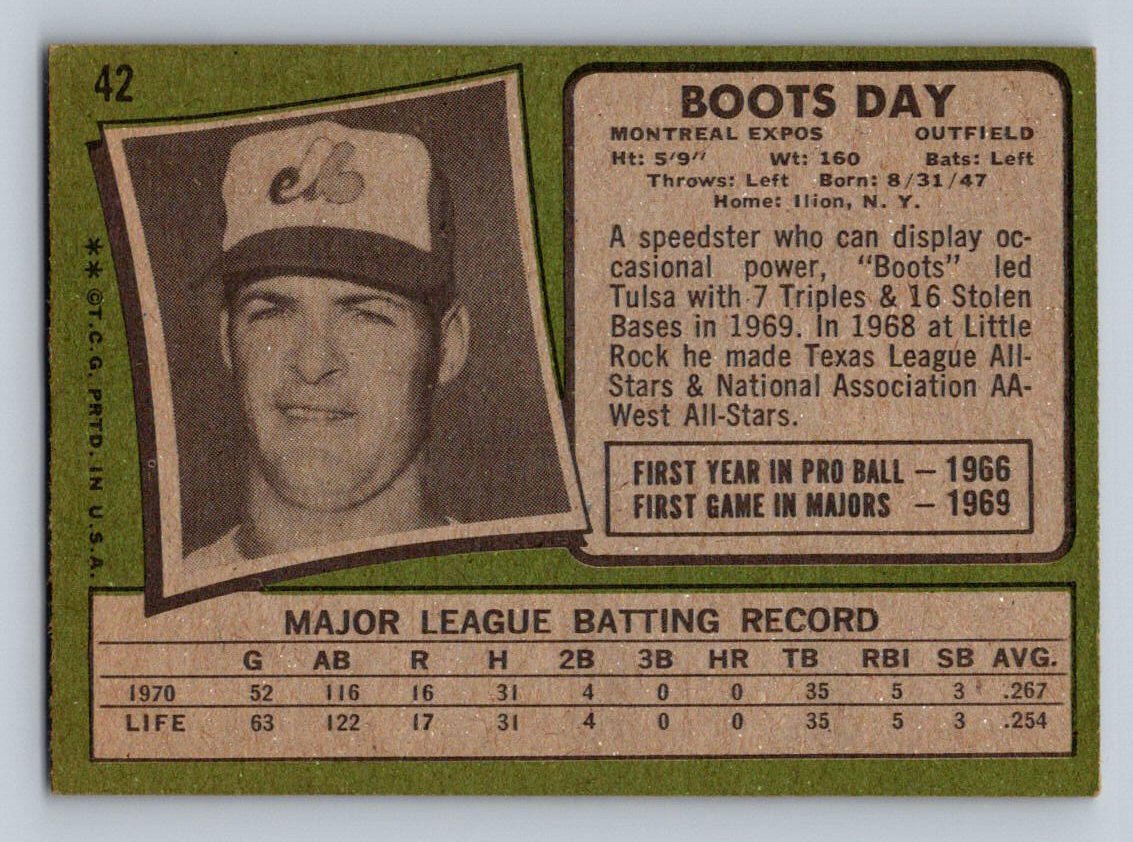 42
eMb
**©T.C.G. PRTD. IN U.S.A.
BOOTS DAY
MONTREAL EXPOS OUTFIELD
Ht: 5'9" Wt: 160 Bats: Left
Throws: Left Born: 8/31/47
Home: Ilion, N. Y.
A speedster who can display oc-
casional power, "Boots" led
Tulsa with 7 Triples & 16 Stolen
Bases in 1969. In 1968 at Little
Rock he made Texas League All-
Stars & National Association AA-
West All-Stars.
FIRST YEAR IN PRO BALL — 1966
FIRST GAME IN MAJORS — 1969
MAJOR LEAGUE BATTING RECORD
G AB R H 2B 3B HR TB RBI SB AVG.
1970 52 116 16 31 4 0 0 35 5 3 .267
LIFE 63 122 17 31 4 0 0 35 5 3 .254